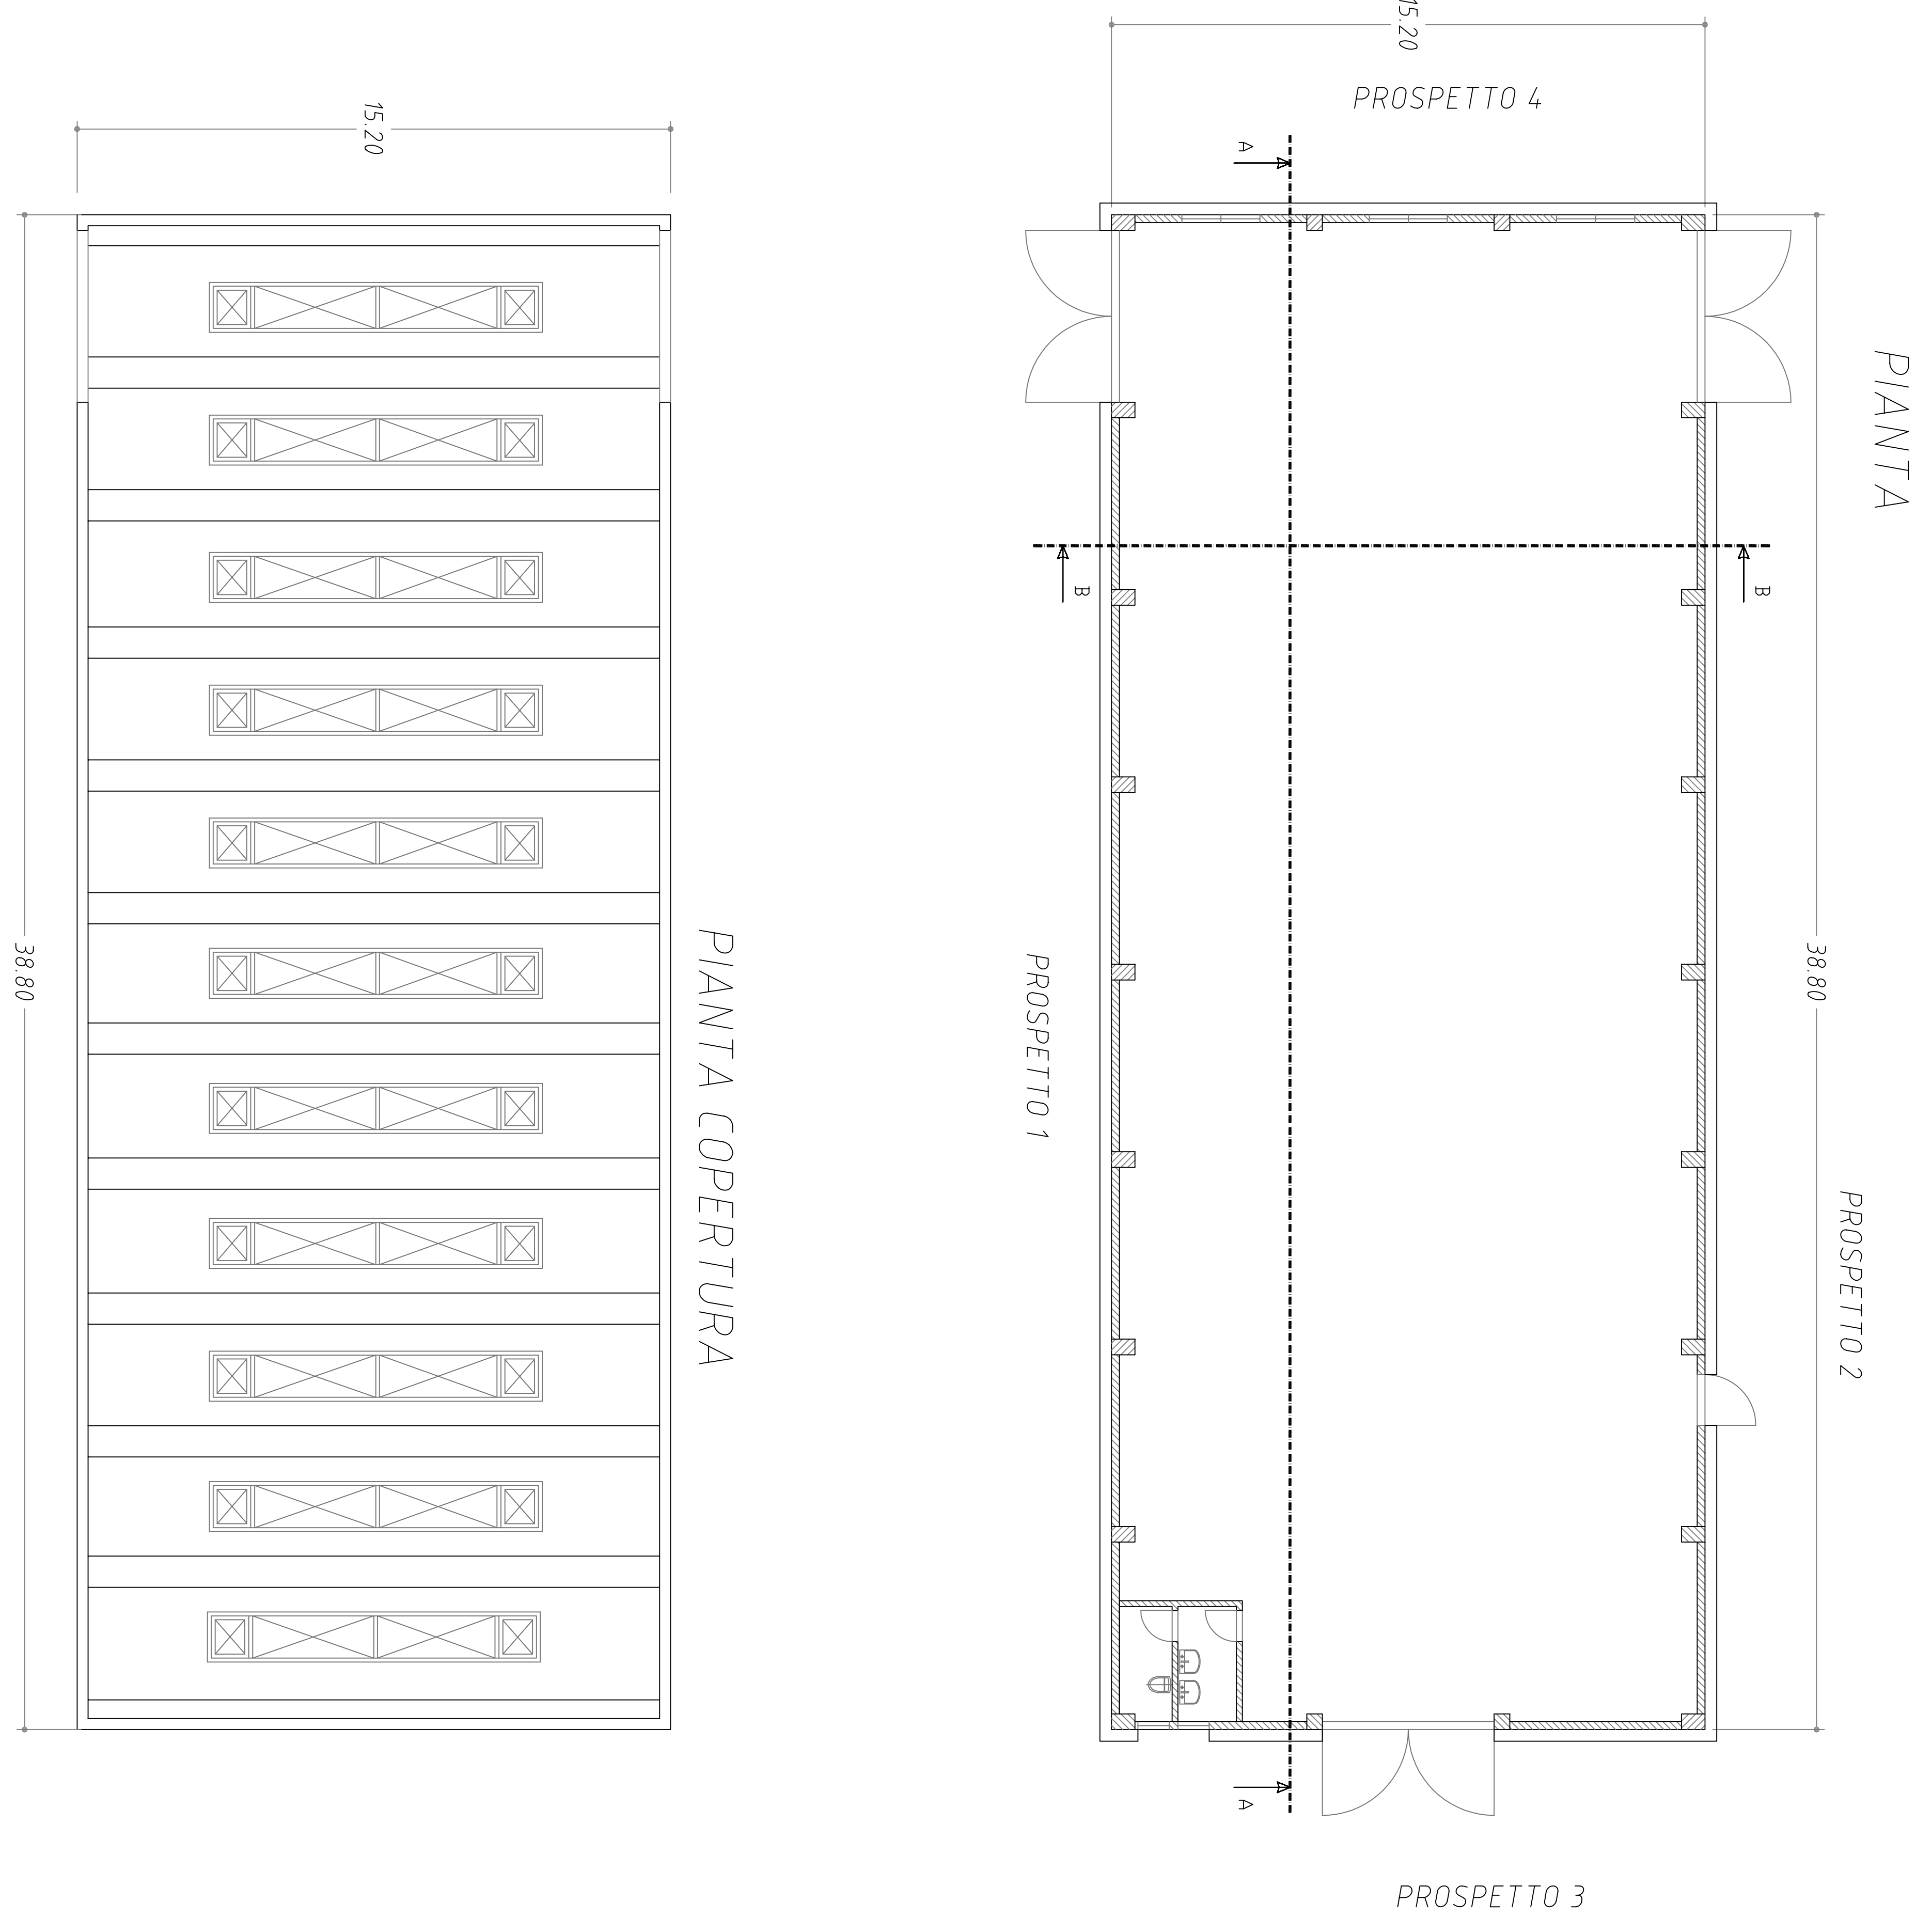 15.20
PROSPETTO 4
A
15.20
PIANTA
B
B
38.80
38.80
PIANTA COPERTURA
PROSPETTO 1
PROSPETTO 2
A
PROSPETTO 3